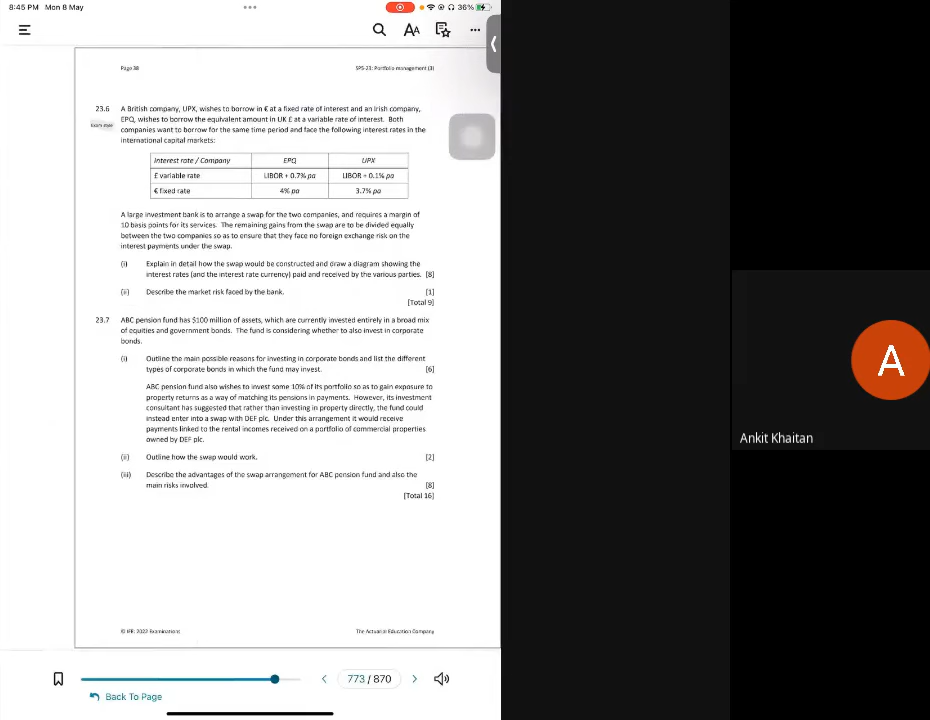 8:45 PM Mon 8 May
36%
AA
Page 38
SP5-23: Portfolio management (3)
23.6 A British company, UPX, wishes to borrow in € at a fixed rate of interest and an Irish company,
Exam style EPQ, wishes to borrow the equivalent amount in UK £ at a variable rate of interest. Both
companies want to borrow for the same time period and face the following interest rates in the
international capital markets:
Interest rate / Company EPQ UPX
£ variable rate LIBOR + 0.7% pa LIBOR + 0.1% pa
€ fixed rate 4% pa 3.7% pa
A large investment bank is to arrange a swap for the two companies, and requires a margin of
10 basis points for its services. The remaining gains from the swap are to be divided equally
between the two companies so as to ensure that they face no foreign exchange risk on the
interest payments under the swap.
(i) Explain in detail how the swap would be constructed and draw a diagram showing the
interest rates (and the interest rate currency) paid and received by the various parties. [8]
(ii) Describe the market risk faced by the bank. [1]
[Total 9]
23.7 ABC pension fund has $100 million of assets, which are currently invested entirely in a broad mix
of equities and government bonds. The fund is considering whether to also invest in corporate
bonds.
(i) Outline the main possible reasons for investing in corporate bonds and list the different
types of corporate bonds in which the fund may invest. [6]
ABC pension fund also wishes to invest some 10% of its portfolio so as to gain exposure to
property returns as a way of matching its pensions in payments. However, its investment
consultant has suggested that rather than investing in property directly, the fund could
instead enter into a swap with DEF plc. Under this arrangement it would receive
payments linked to the rental incomes received on a portfolio of commercial properties
owned by DEF plc.
(ii) Outline how the swap would work. [2]
(iii) Describe the advantages of the swap arrangement for ABC pension fund and also the
main risks involved. [8]
[Total 16]
© IFE: 2023 Examinations
The Actuarial Education Company
773 / 870
Back To Page
A
Ankit Khaitan